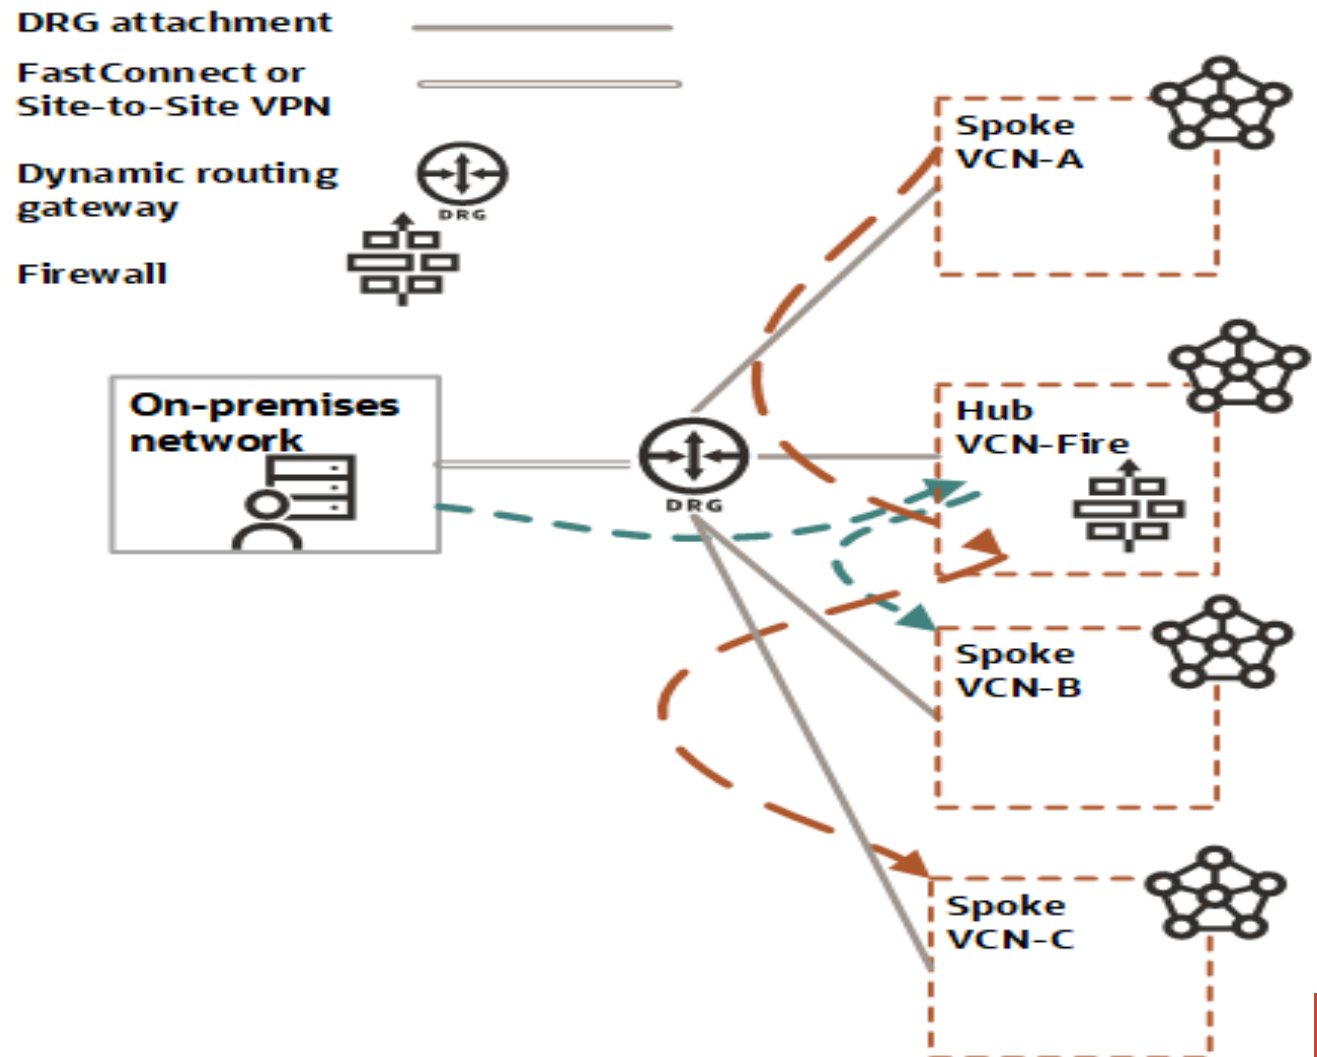 DRG attachment
FastConnect or
Site-to-Site VPN
Dynamic routing
gateway
DRG
Firewall
On-premises
network
DRG
Spoke
VCN-A
Hub
VCN-Fire
Spoke
VCN-B
Spoke
VCN-C